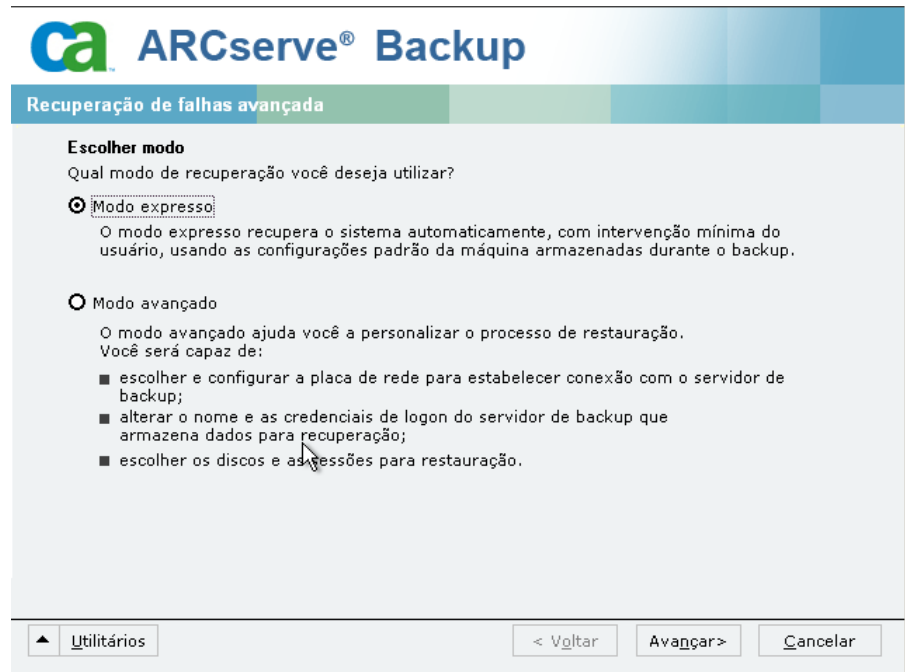 ca ARCserve® Backup
Recuperação de falhas avançada
Escolher modo
Qual modo de recuperação você deseja utilizar?
Modo expresso
O modo expresso recupera o sistema automaticamente, com intervenção mínima do
usuário, usando as configurações padrão da máquina armazenadas durante o backup.
Modo avançado
O modo avançado ajuda você a personalizar o processo de restauração.
Você será capaz de:
escolher e configurar a placa de rede para estabelecer conexão com o servidor de
backup;
alterar o nome e as credenciais de logon do servidor de backup que
armazena dados para recuperação;
escolher os discos e as sessões para restauração.
Utilitários < Voltar Avançar> Cancelar